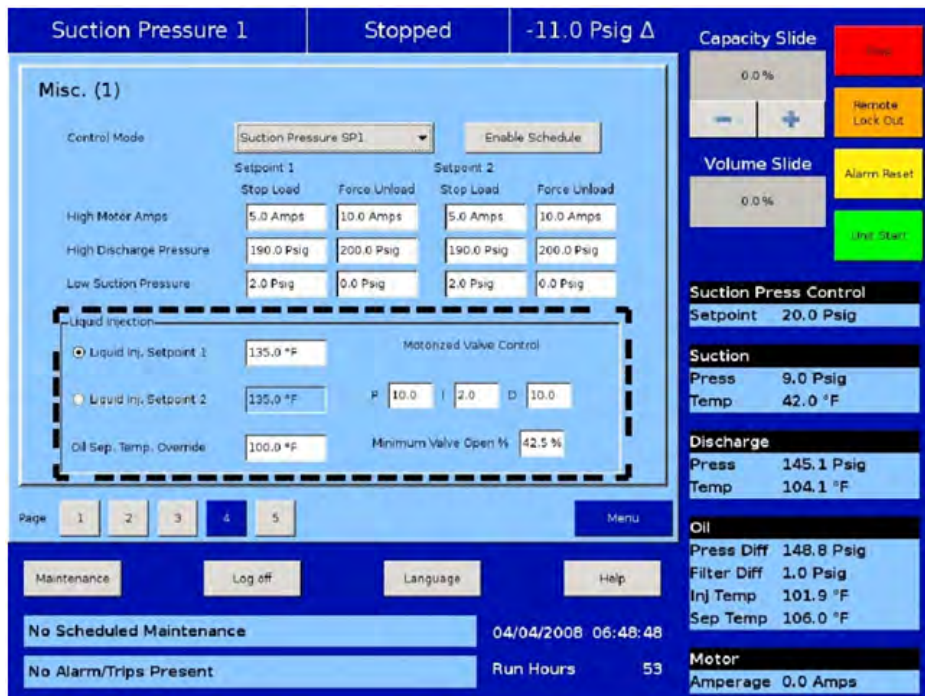 Suction Pressure 1 Stopped -11.0 Psig Δ
Misc. (1)
Control Mode Suction Pressure SP1 Enable Schedule
Setpoint 1 Setpoint 2
Stop Load Force Unload Stop Load Force Unload
High Motor Amps 5.0 Amps 10.0 Amps 5.0 Amps 10.0 Amps
High Discharge Pressure 190.0 Psig 200.0 Psig 190.0 Psig 200.0 Psig
Low Suction Pressure 2.0 Psig 0.0 Psig 2.0 Psig 0.0 Psig
Liquid Injection
Liquid Inj. Setpoint 1 135.0 °F Motorized Valve Control
Liquid Inj. Setpoint 2 135.0 °F P 10.0 I 2.0 D 10.0
Oil Sep. Temp. Override 100.0 °F Minimum Valve Open % 42.5 %
Page 1 2 3 4 5 Menu
Maintenance Log off Language Help
No Scheduled Maintenance 04/04/2008 06:48:48
No Alarm/Trips Present Run Hours 53
Capacity Slide
0.0 %
- +
Remote
Lock Out
Volume Slide
0.0 %
Alarm Reset
Unit Start
Suction Press Control
Setpoint 20.0 Psig
Suction
Press 9.0 Psig
Temp 42.0 °F
Discharge
Press 145.1 Psig
Temp 104.1 °F
Oil
Press Diff 148.8 Psig
Filter Diff 1.0 Psig
Inj Temp 101.9 °F
Sep Temp 106.0 °F
Motor
Amperage 0.0 Amps